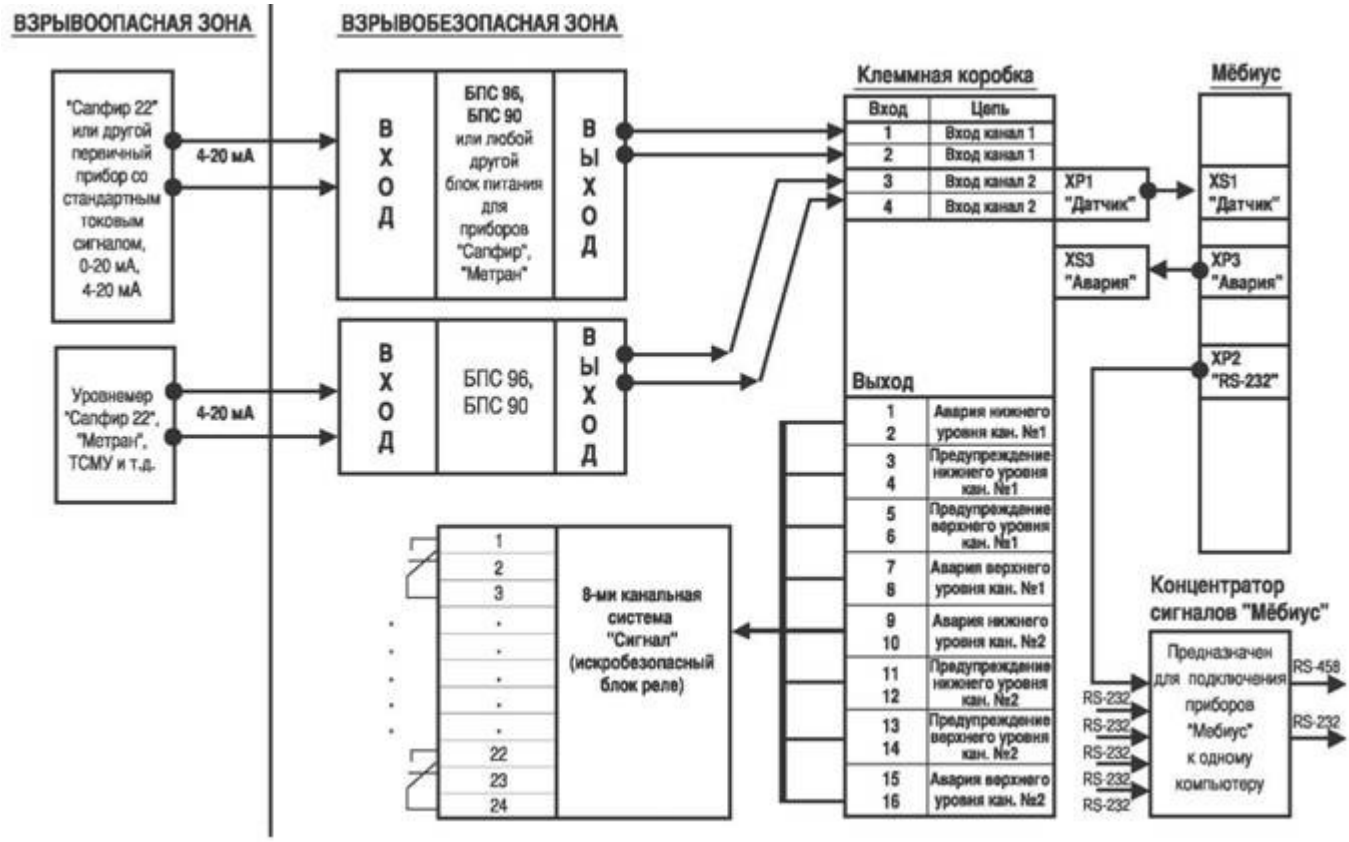 ВЗРЫВООПАСНАЯ ЗОНА
ВЗРЫВОБЕЗОПАСНАЯ ЗОНА
"Сапфир 22"
или другой
первичный
прибор со
стандартным
токовым
сигналом,
0-20 мА,
4-20 мА
4-20 мА
ВХОД
БПС 96,
БПС 90
или любой
другой
блок питания
для
приборов
"Сапфир",
"Метран"
ВЫХОД
Уровнемер
"Сапфир 22",
"Метран",
ТСМУ и т.д.
4-20 мА
ВХОД
БПС 96,
БПС 90
ВЫХОД
Клеммная коробка
Вход Цепь
1 Вход канал 1
2 Вход канал 1
3 Вход канал 2
4 Вход канал 2
XP1
"Датчик"
XS3
"Авария"
Мёбиус
XS1
"Датчик"
XP3
"Авария"
XP2
"RS-232"
Выход
1 Авария нижнего
2 уровня кан. №1
3 Предупреждение
нижнего уровня
4 кан. №1
5 Предупреждение
верхнего уровня
6 кан. №1
7 Авария верхнего
8 уровня кан. №1
9 Авария нижнего
10 уровня кан. №2
11 Предупреждение
нижнего уровня
12 кан. №2
13 Предупреждение
верхнего уровня
14 кан. №2
15 Авария верхнего
16 уровня кан. №2
1
2
3
22
23
24
8-ми канальная
система
"Сигнал"
(искробезопасный
блок реле)
Концентратор
сигналов "Мёбиус"
Предназначен
для подключения
приборов
"Мебиус"
к одному
компьютеру
RS-232
RS-232
RS-232
RS-232
RS-232
RS-458
RS-232